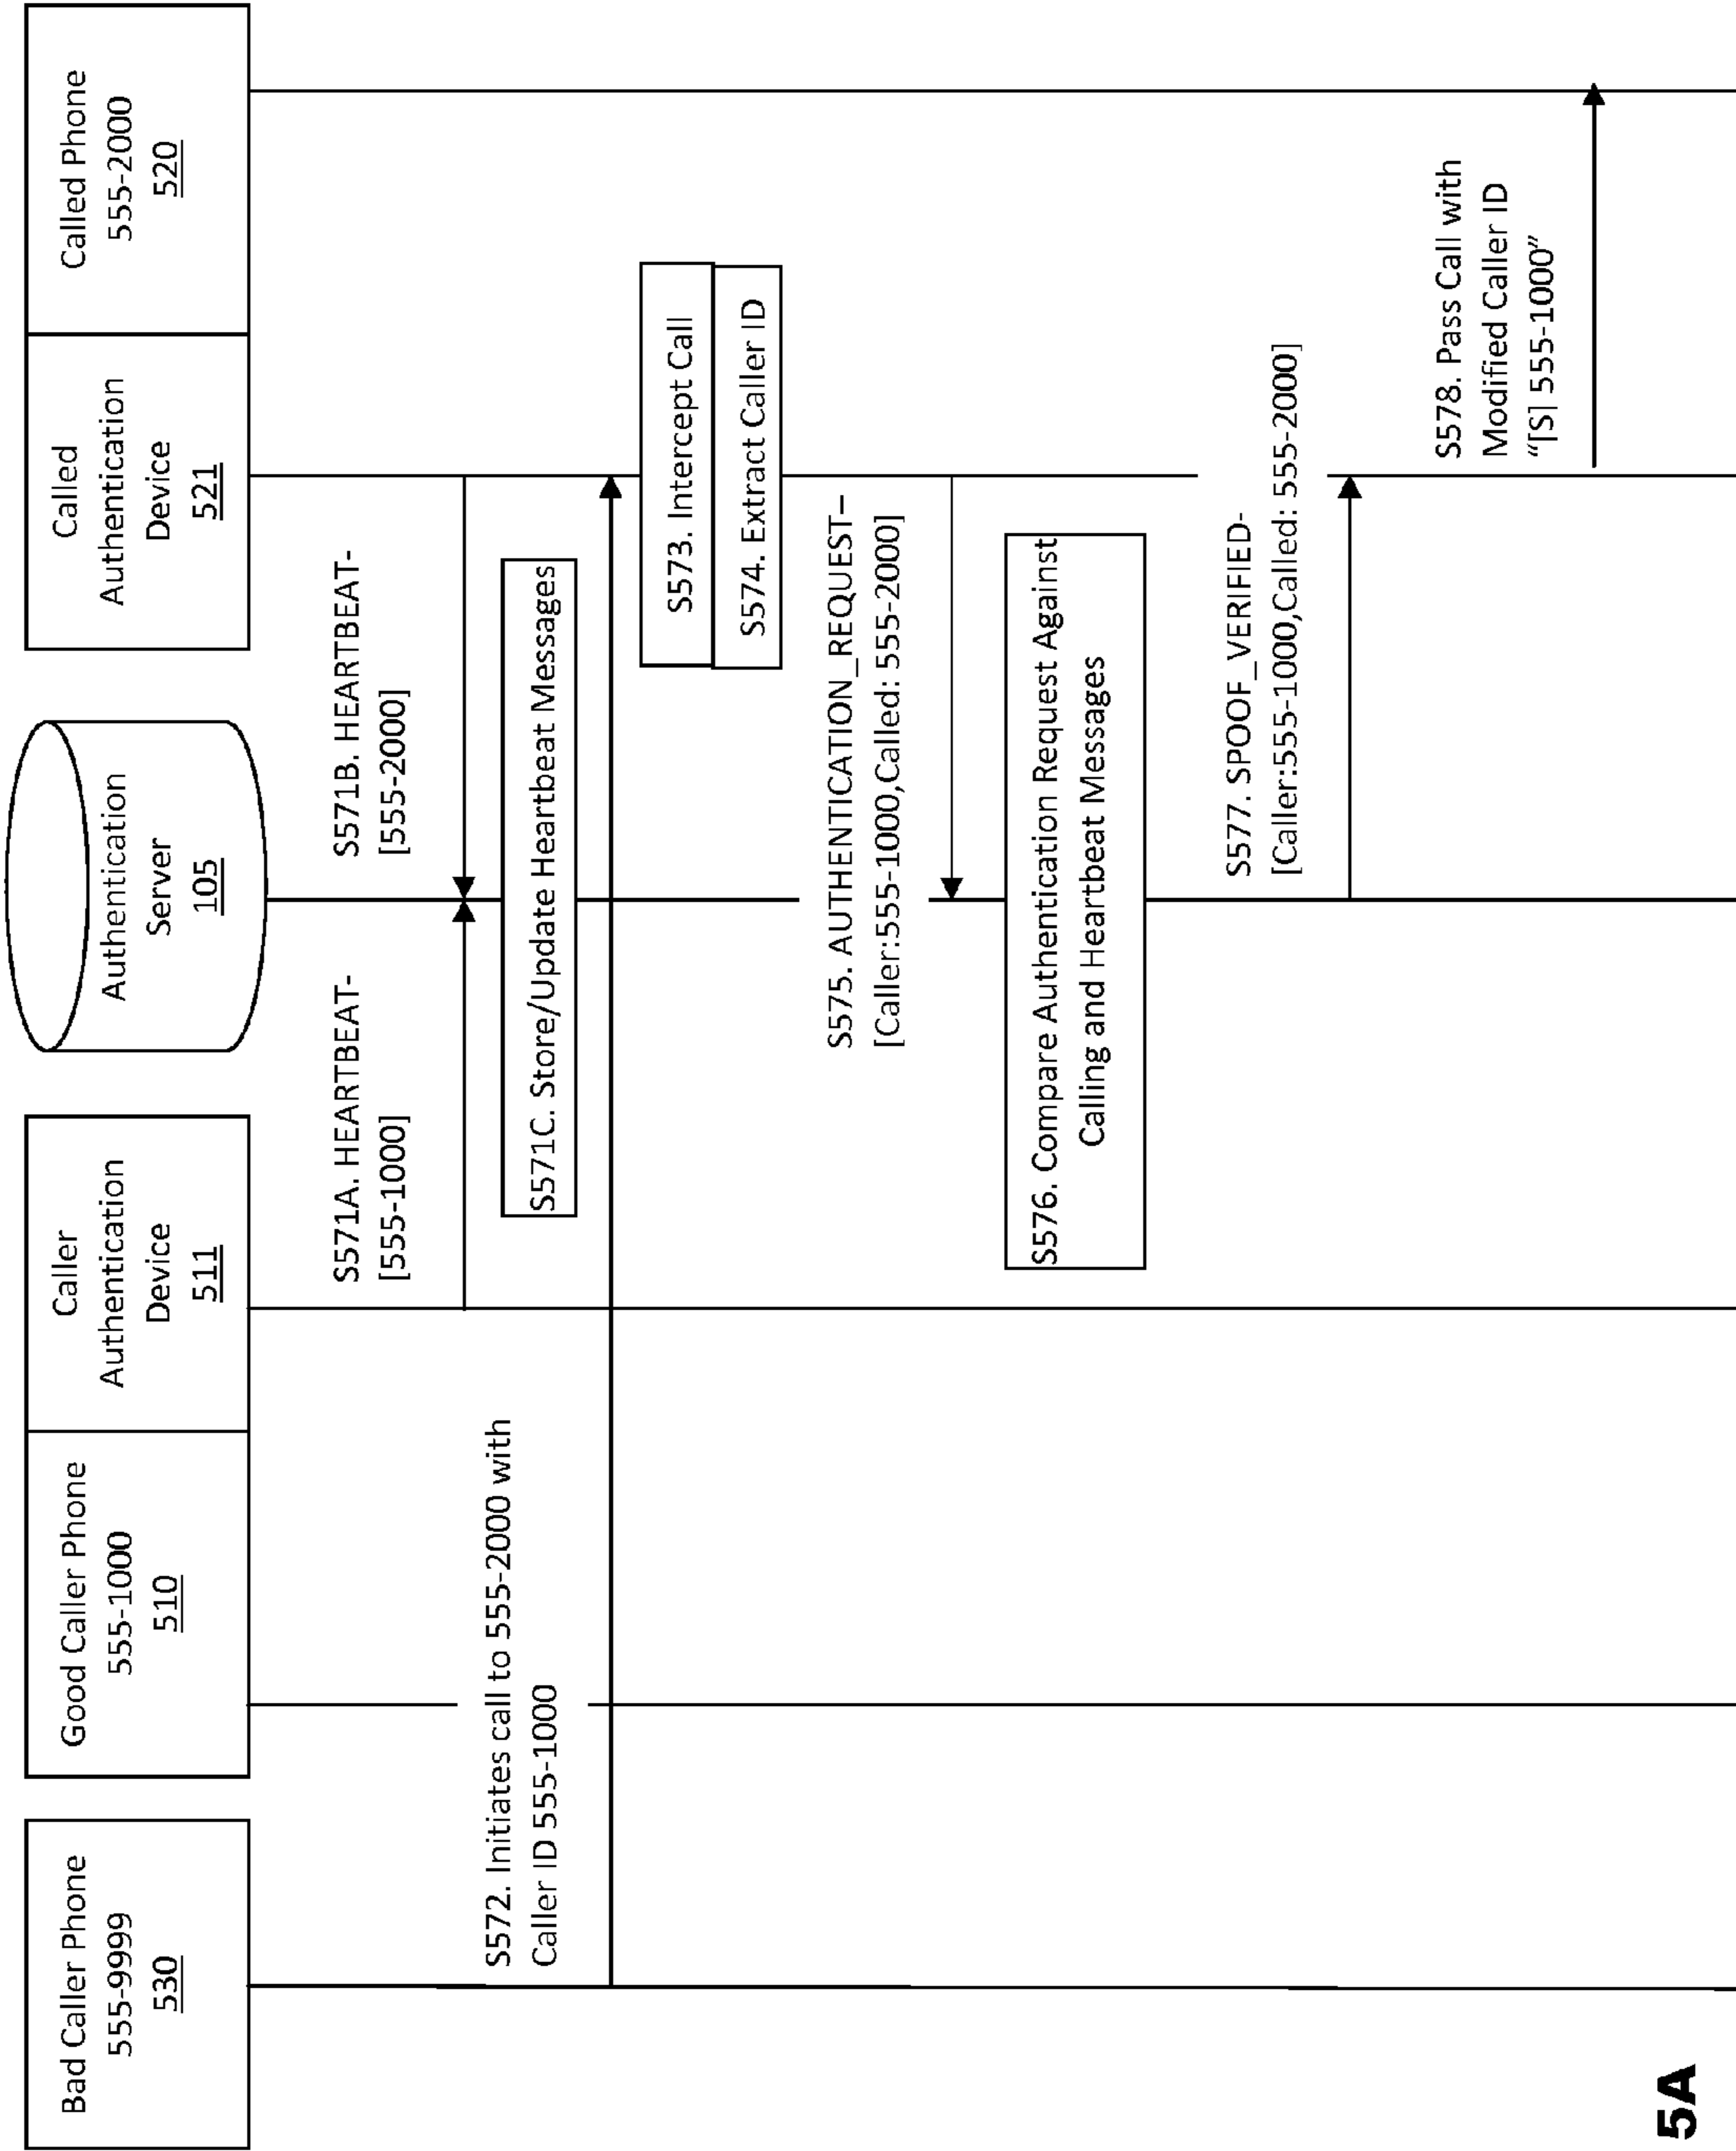 Bad Caller Phone
555-9999
530
Good Caller Phone
555-1000
510
Caller
Authentication
Device
511
Authentication
Server
105
Called
Authentication
Device
521
Called Phone
555-2000
520
S571A. HEARTBEAT-
[555-1000]
S571B. HEARTBEAT-
[555-2000]
S571C. Store/Update Heartbeat Messages
S572. Initiates call to 555-2000 with
Caller ID 555-1000
S573. Intercept Call
S574. Extract Caller ID
S575. AUTHENTICATION_REQUEST–
[Caller:555-1000,Called: 555-2000]
S576. Compare Authentication Request Against
Calling and Heartbeat Messages
S577. SPOOF_VERIFIED-
[Caller:555-1000,Called: 555-2000]
S578. Pass Call with
Modified Caller ID
“[S] 555-1000”
5A